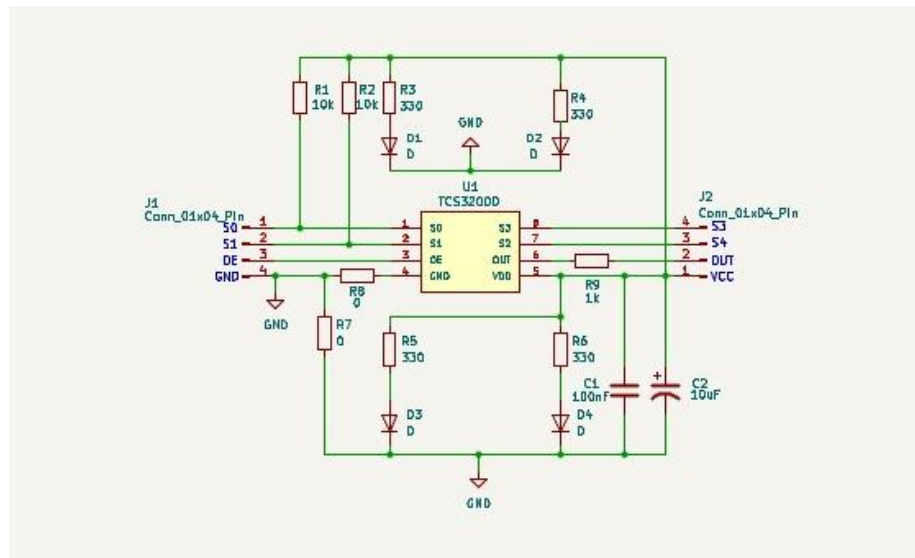 R1
10k
R2
10k
R3
330
R4
330
D1
D
GND
D2
D
U1
TCS3200D
J1
Conn_01x04_Pin
J2
Conn_01x04_Pin
S0 1
1 S0
S3 8
4 S3
S1 2
2 S1
S2 7
3 S4
OE 3
3 OE
OUT 6
2 OUT
GND 4
4 GND
VDD 5
1 VCC
R8
0
R9
1k
GND
R7
0
R5
330
R6
330
C1
100nF
+
C2
10uF
D3
D
D4
D
GND